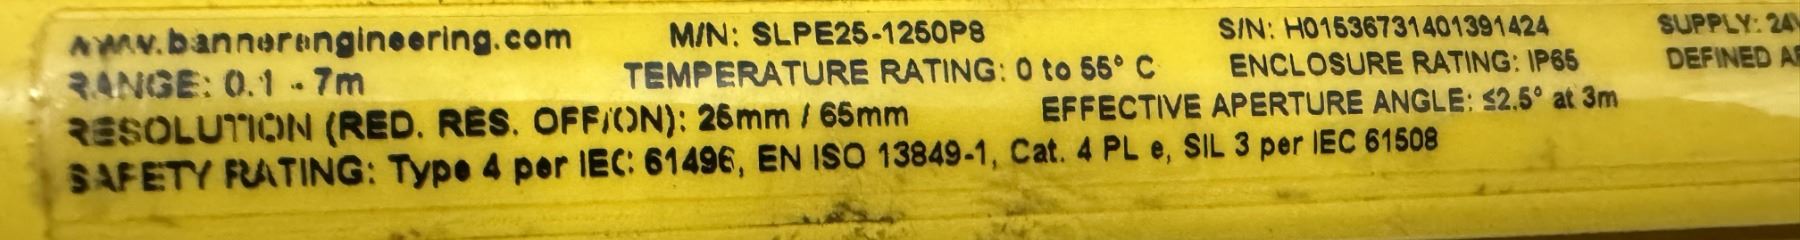 www.bannerengineering.com M/N: SLPE25-1250P8 S/N: H01536731401391424 SUPPLY: 24V
RANGE: 0.1 - 7m TEMPERATURE RATING: 0 to 55° C ENCLOSURE RATING: IP65 DEFINED
RESOLUTION (RED. RES. OFF/ON): 25mm / 65mm EFFECTIVE APERTURE ANGLE: ≤2.5° at 3m
SAFETY RATING: Type 4 per IEC 61496, EN ISO 13849-1, Cat. 4 PL e, SIL 3 per IEC 61508